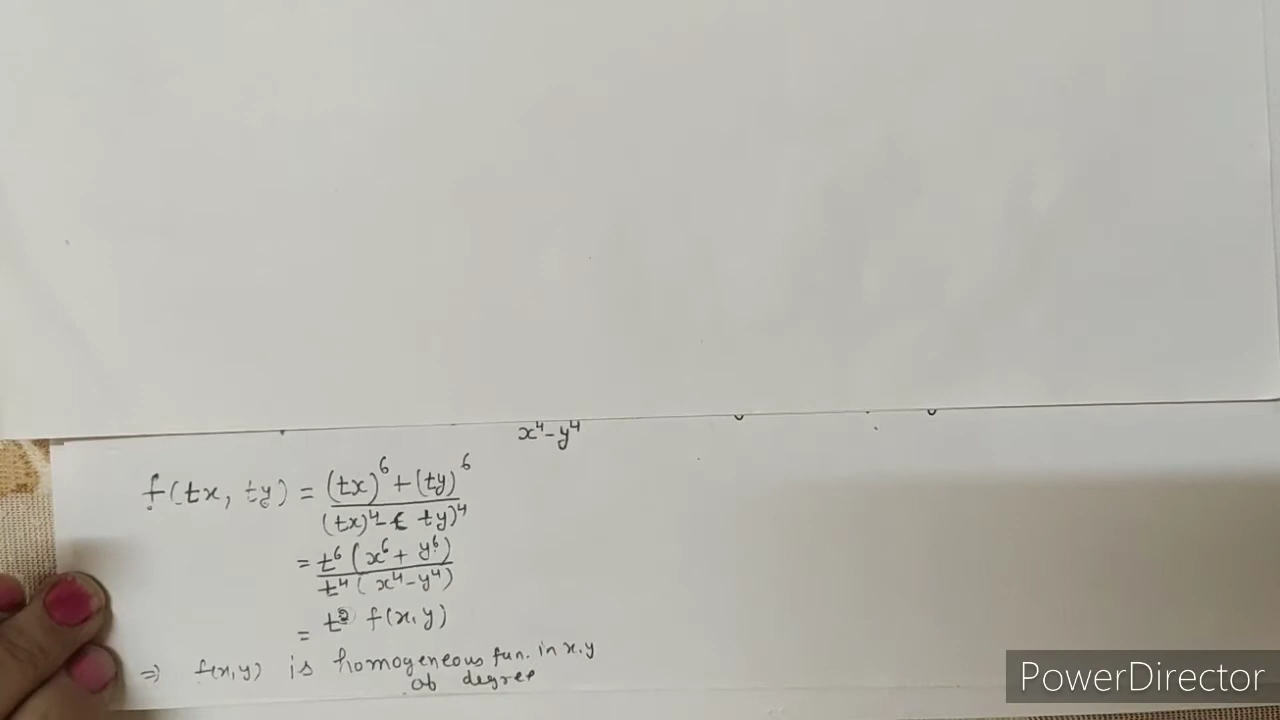 x⁴-y⁴
f(tx, ty) = (tx)⁶+(ty)⁶
(tx)⁴-(ty)⁴
= t⁶(x⁶+y⁶)
t⁴(x⁴-y⁴)
= t² f(x,y)
⇒ f(x,y) is homogeneous fun. in x,y
of degree
PowerDirector